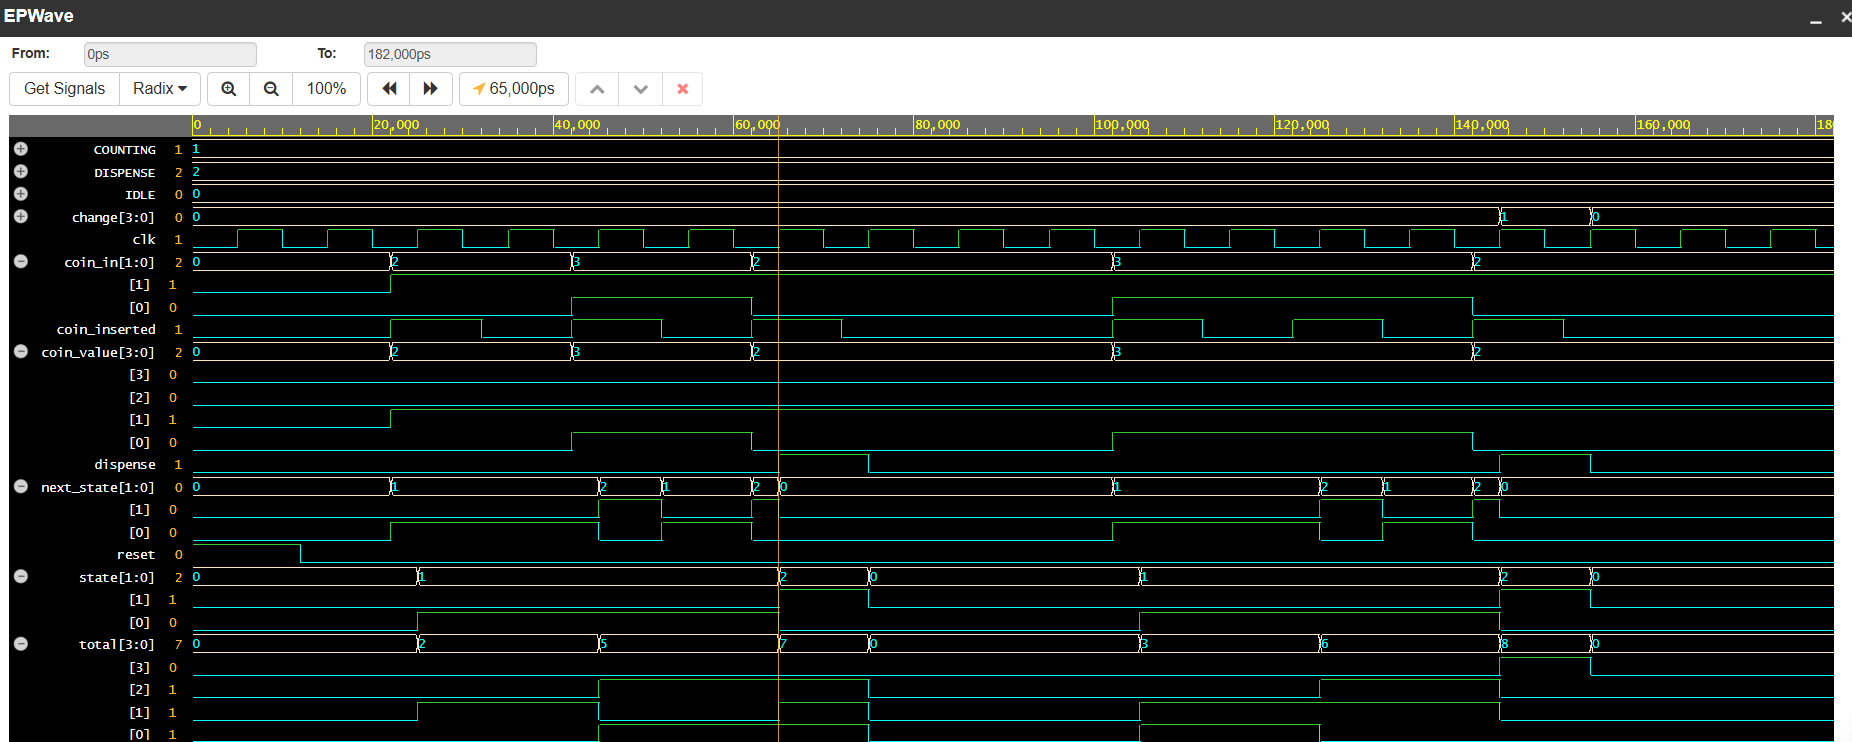 EPWave
From: 0ps To: 182,000ps
Get Signals Radix 100% 65,000ps
0 20,000 40,000 60,000 80,000 100,000 120,000 140,000 160,000 180
COUNTING 1 1
DISPENSE 2 2
IDLE 0 0
change[3:0] 0 0 1 0
clk 1
coin_in[1:0] 2 0 2 3 2 3 2
[1] 1
[0] 0
coin_inserted 1
coin_value[3:0] 2 0 2 3 2 3 2
[3] 0
[2] 0
[1] 1
[0] 0
dispense 1
next_state[1:0] 0 0 1 2 1 2 0 1 2 1 2 0
[1] 0
[0] 0
reset 0
state[1:0] 2 0 1 2 0 1 2 0
[1] 1
[0] 0
total[3:0] 7 0 2 5 7 0 3 6 8 0
[3] 0
[2] 1
[1] 1
[0] 1